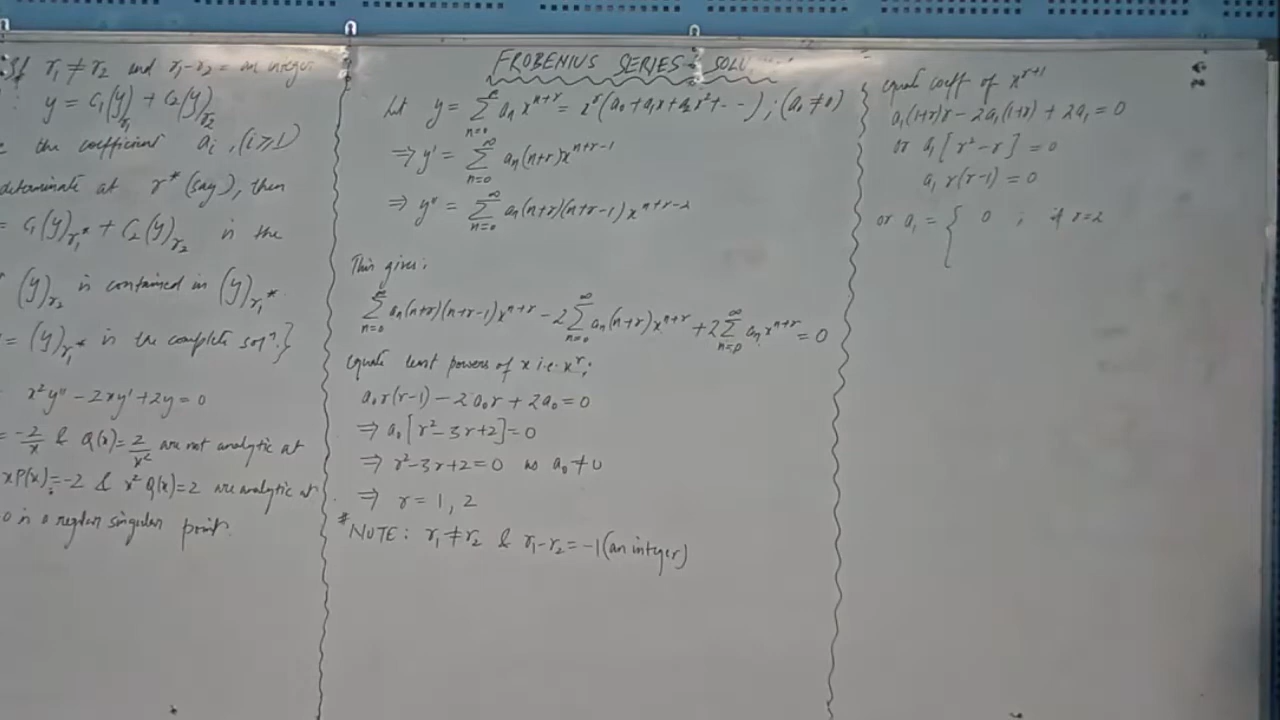 FROBENIUS SERIES SOLU
If r₁ ≠ r₂ and r₁-r₂ = an integer
y = C₁(y)_{r₁} + C₂(y)_{r₂}
the coefficient aᵢ, (i≥1)
determinate at r* (say), then
= C₁(y)_{r₁*} + C₂(y)_{r₂} is the
(y)_{r₂} is contained in (y)_{r₁*}
= (y)_{r₁*} is the complete solⁿ.}
x²y'' - 2xy' + 2y = 0
= -2/x & Q(x) = 2/x² are not analytic at
xP(x) = -2 & x²Q(x) = 2 are analytic at
0 is a regular singular point.
Let y = ∑_{n=0}^{∞} aₙ x^{n+r} = x^r (a₀ + a₁x + a₂x² + - -) ; (a₀ ≠ 0)
⇒ y' = ∑_{n=0}^{∞} aₙ(n+r)x^{n+r-1}
⇒ y'' = ∑_{n=0}^{∞} aₙ(n+r)(n+r-1)x^{n+r-2}
This gives:
∑_{n=0}^{∞} aₙ(n+r)(n+r-1)x^{n+r} - 2∑_{n=0}^{∞} aₙ(n+r)x^{n+r} + 2∑_{n=0}^{∞} aₙx^{n+r} = 0
equate least powers of x i.e. x^r:
a₀r(r-1) - 2a₀r + 2a₀ = 0
⇒ a₀[r² - 3r + 2] = 0
⇒ r² - 3r + 2 = 0 as a₀ ≠ 0
⇒ r = 1, 2
*NOTE: r₁ ≠ r₂ & r₁-r₂ = -1 (an integer)
equate coeff of x^{r+1}
a₁(1+r)r - 2a₁(1+r) + 2a₁ = 0
or a₁[r² - r] = 0
a₁ r(r-1) = 0
or a₁ = { 0 ; if r=2